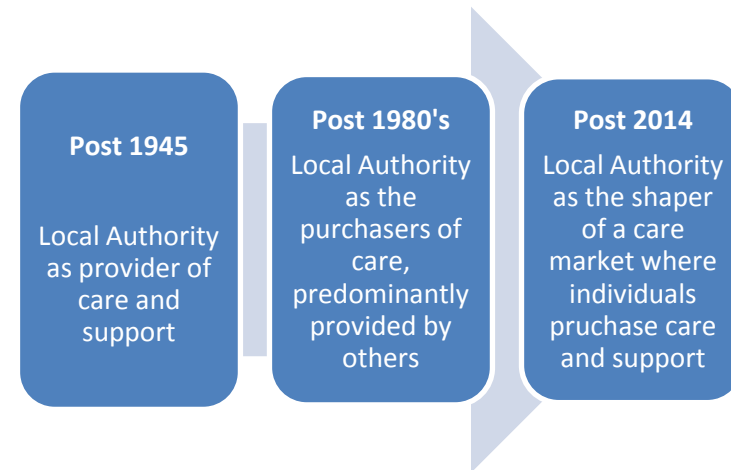 Post 1945
Local Authority
as provider of
care and
support
Post 1980's
Local Authority
as the
purchasers of
care,
predominantly
provided by
others
Post 2014
Local Authority
as the shaper
of a care
market where
individuals
pruchase care
and support